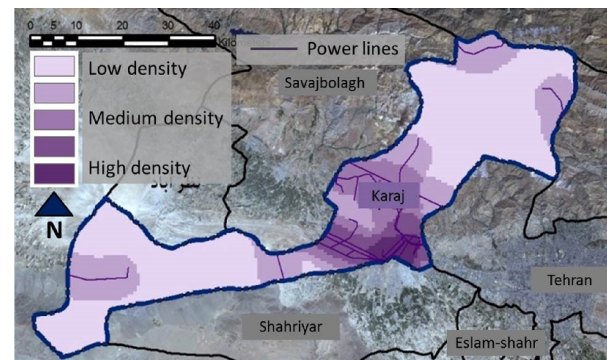 0 5 10 20 30 40
Kilometers
Power lines
Low density
Medium density
High density
N
Savajbolagh
Karaj
Tehran
Shahriyar
Eslam-shahr